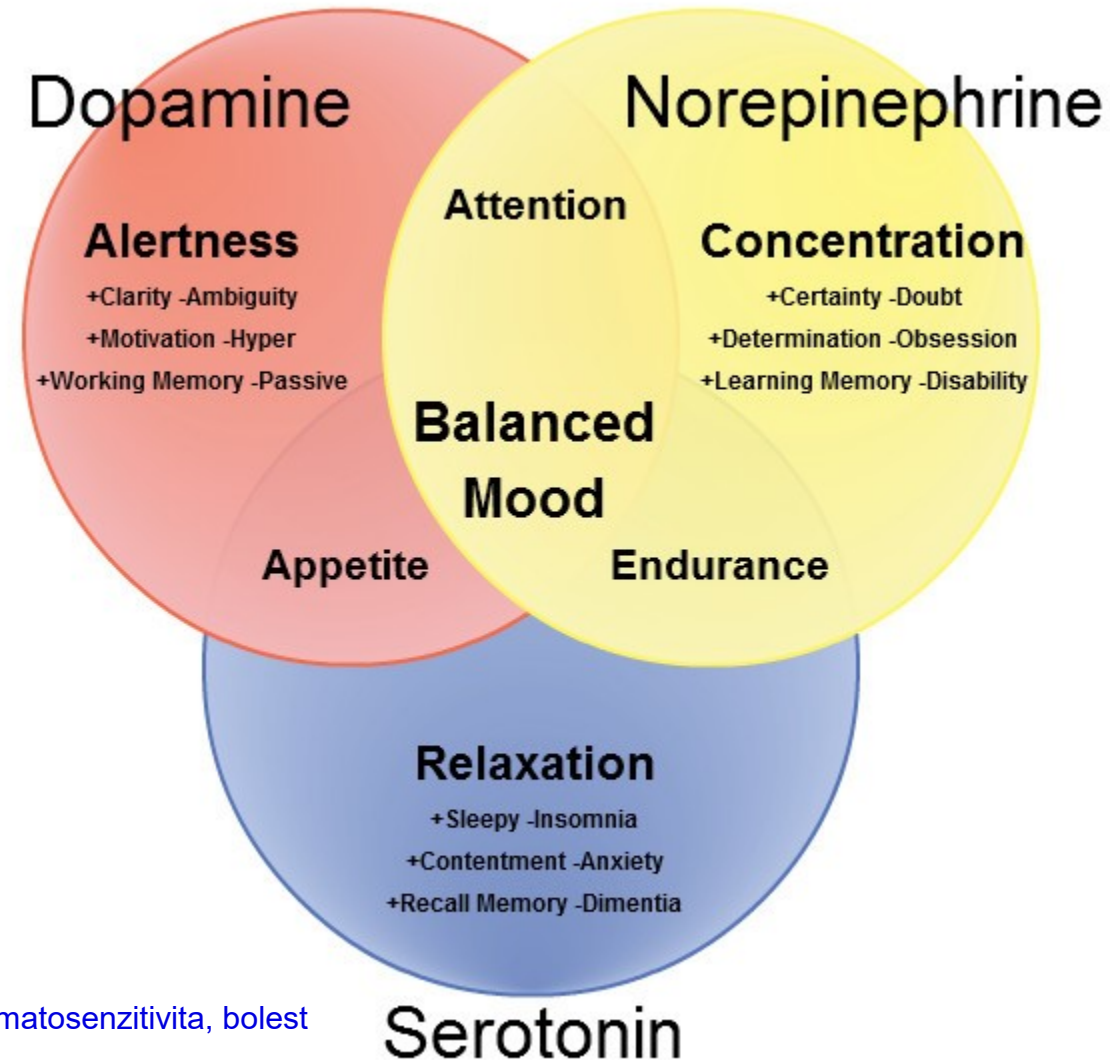 Dopamine
Norepinephrine
Attention
Alertness
+Clarity -Ambiguity
+Motivation -Hyper
+Working Memory -Passive
Concentration
+Certainty -Doubt
+Determination -Obsession
+Learning Memory -Disability
Balanced
Mood
Appetite
Endurance
Relaxation
+Sleepy -Insomnia
+Contentment -Anxiety
+Recall Memory -Dimentia
matosenzitivita, bolest
Serotonin